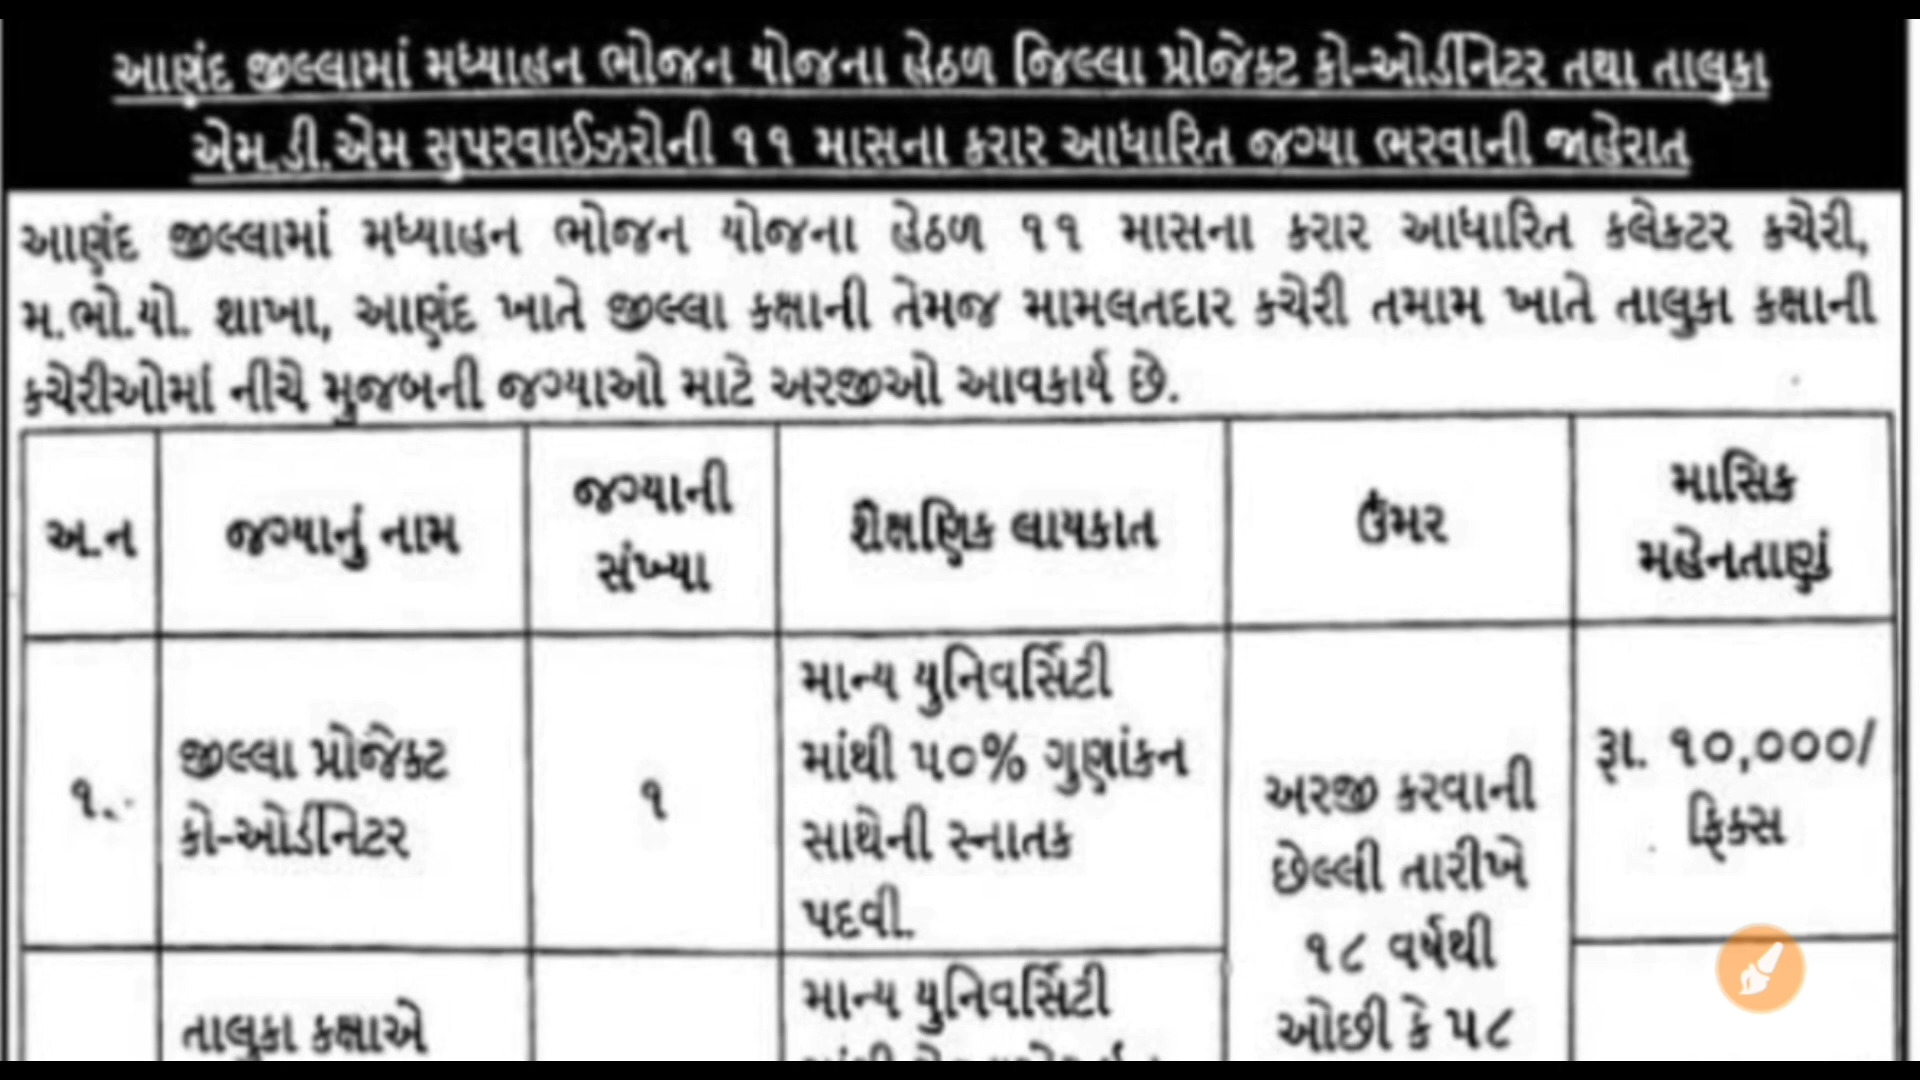 આણંદ જીલ્લામાં મધ્યાહન ભોજન યોજના હેઠળ જિલ્લા પ્રોજેક્ટ કો-ઓર્ડીનેટર તથા તાલુકા
એમ.ડી.એમ સુપરવાઈઝરોની ૧૧ માસના કરાર આધારિત જગ્યા ભરવાની જાહેરાત
આણંદ જીલ્લામાં મધ્યાહન ભોજન યોજના હેઠળ ૧૧ માસના કરાર આધારિત કલેકટર કચેરી,
મ.ભો.યો. શાખા, આણંદ ખાતે જીલ્લા કક્ષાની તેમજ મામલતદાર કચેરી તમામ ખાતે તાલુકા કક્ષાની
કચેરીઓમાં નીચે મુજબની જગ્યાઓ માટે અરજીઓ આવકાર્ય છે.
અ.ન
જગ્યાનું નામ
જગ્યાની
સંખ્યા
શૈક્ષણિક લાયકાત
ઉંમર
માસિક
મહેનતાણું
૧.
જીલ્લા પ્રોજેક્ટ
કો-ઓર્ડીનેટર
૧
માન્ય યુનિવર્સિટી
માંથી ૫૦% ગુણાંકન
સાથેની સ્નાતક
પદવી.
અરજી કરવાની
છેલ્લી તારીખે
૧૮ વર્ષથી
ઓછી કે ૫૮
રૂા. ૧૦,૦૦૦/
ફિક્સ
તાલુકા કક્ષાએ
માન્ય યુનિવર્સિટી